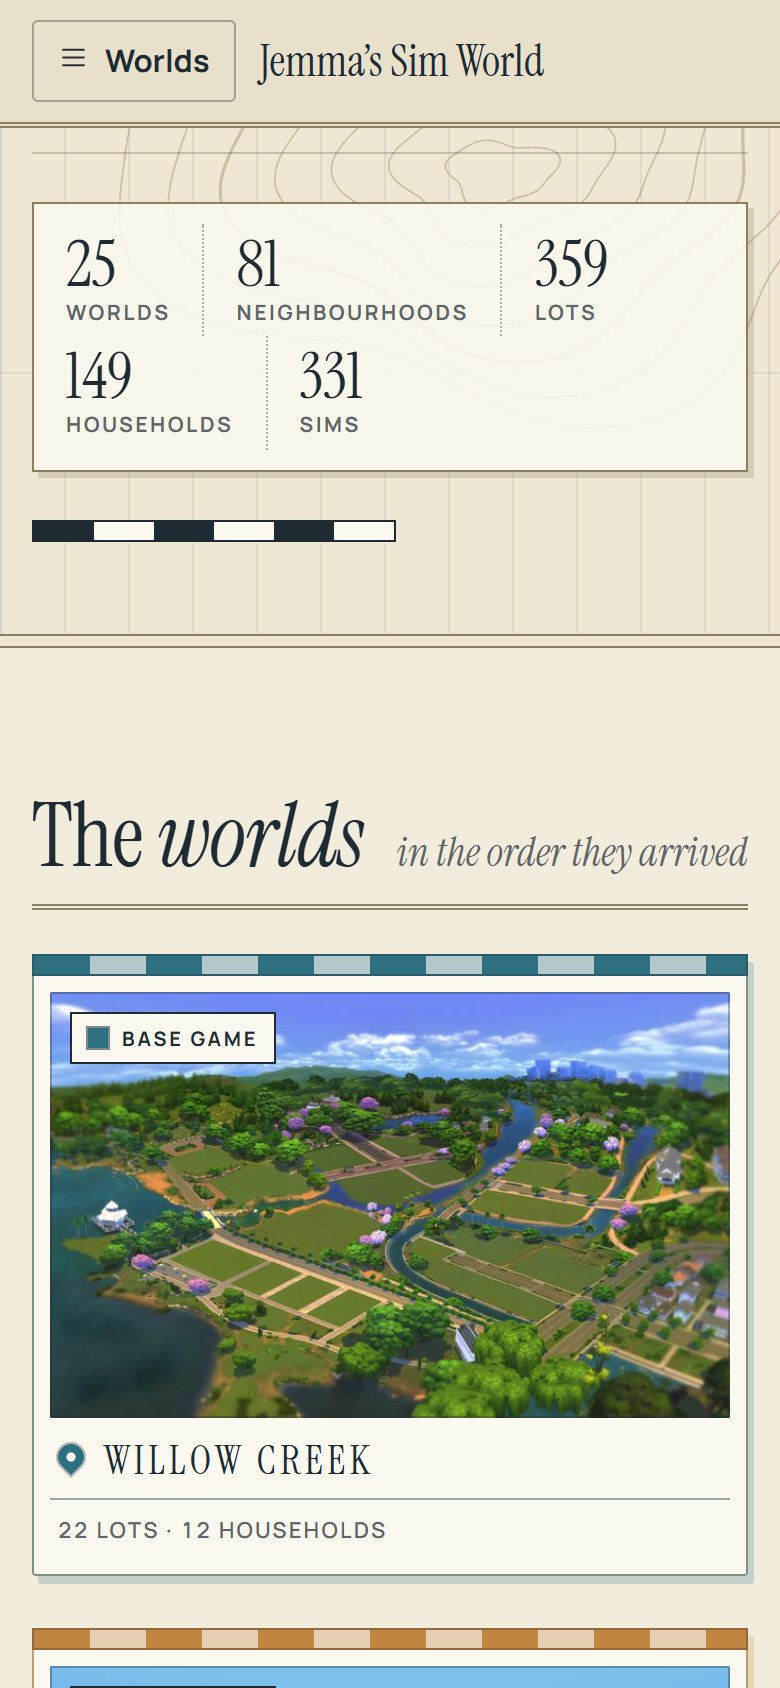 Worlds
Jemma’s Sim World
25
WORLDS
81
NEIGHBOURHOODS
359
LOTS
149
HOUSEHOLDS
331
SIMS
The worlds
in the order they arrived
BASE GAME
WILLOW CREEK
22 LOTS · 12 HOUSEHOLDS